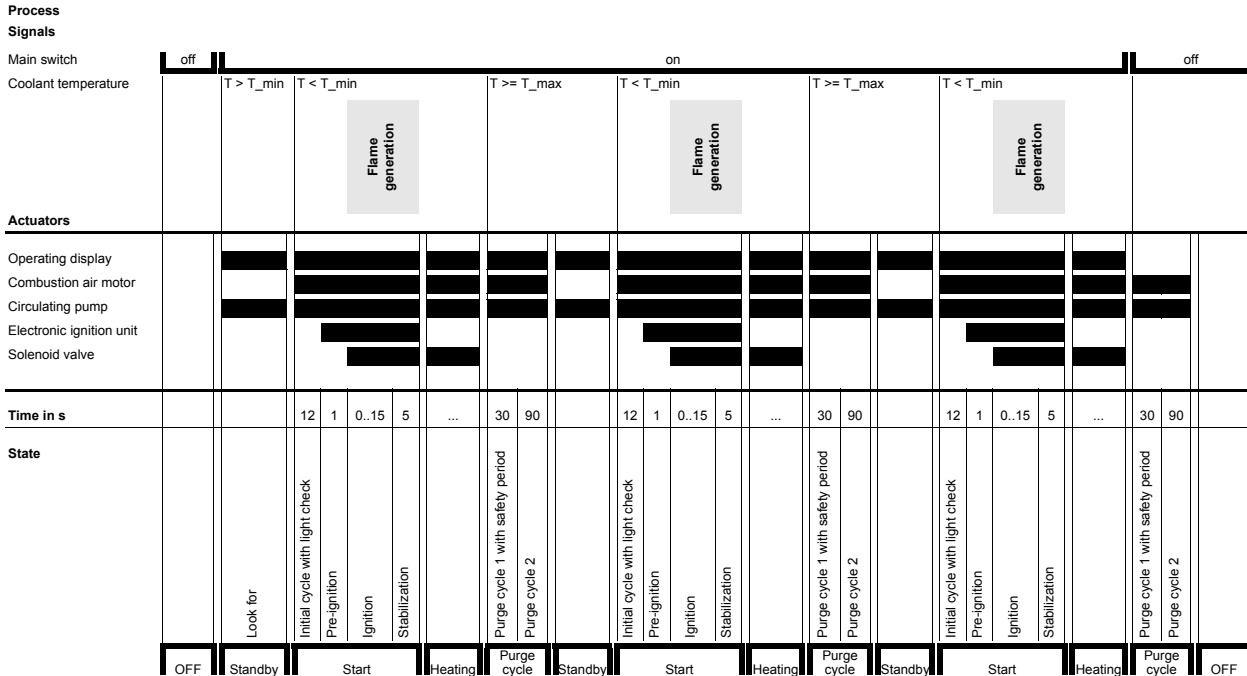 Process
Signals
Main switch off on off
Coolant temperature T > T_min T < T_min T >= T_max T < T_min T >= T_max T < T_min
Flame generation Flame generation Flame generation
Actuators
Operating display
Combustion air motor
Circulating pump
Electronic ignition unit
Solenoid valve
Time in s 12 1 0..15 5 ... 30 90 12 1 0..15 5 ... 30 90 12 1 0..15 5 ... 30 90
State
Look for
Initial cycle with light check
Pre-ignition
Ignition
Stabilization
Purge cycle 1 with safety period
Purge cycle 2
Initial cycle with light check
Pre-ignition
Ignition
Stabilization
Purge cycle 1 with safety period
Purge cycle 2
Initial cycle with light check
Pre-ignition
Ignition
Stabilization
Purge cycle 1 with safety period
Purge cycle 2
OFF Standby Start Heating Purge cycle Standby Start Heating Purge cycle Standby Start Heating Purge cycle OFF